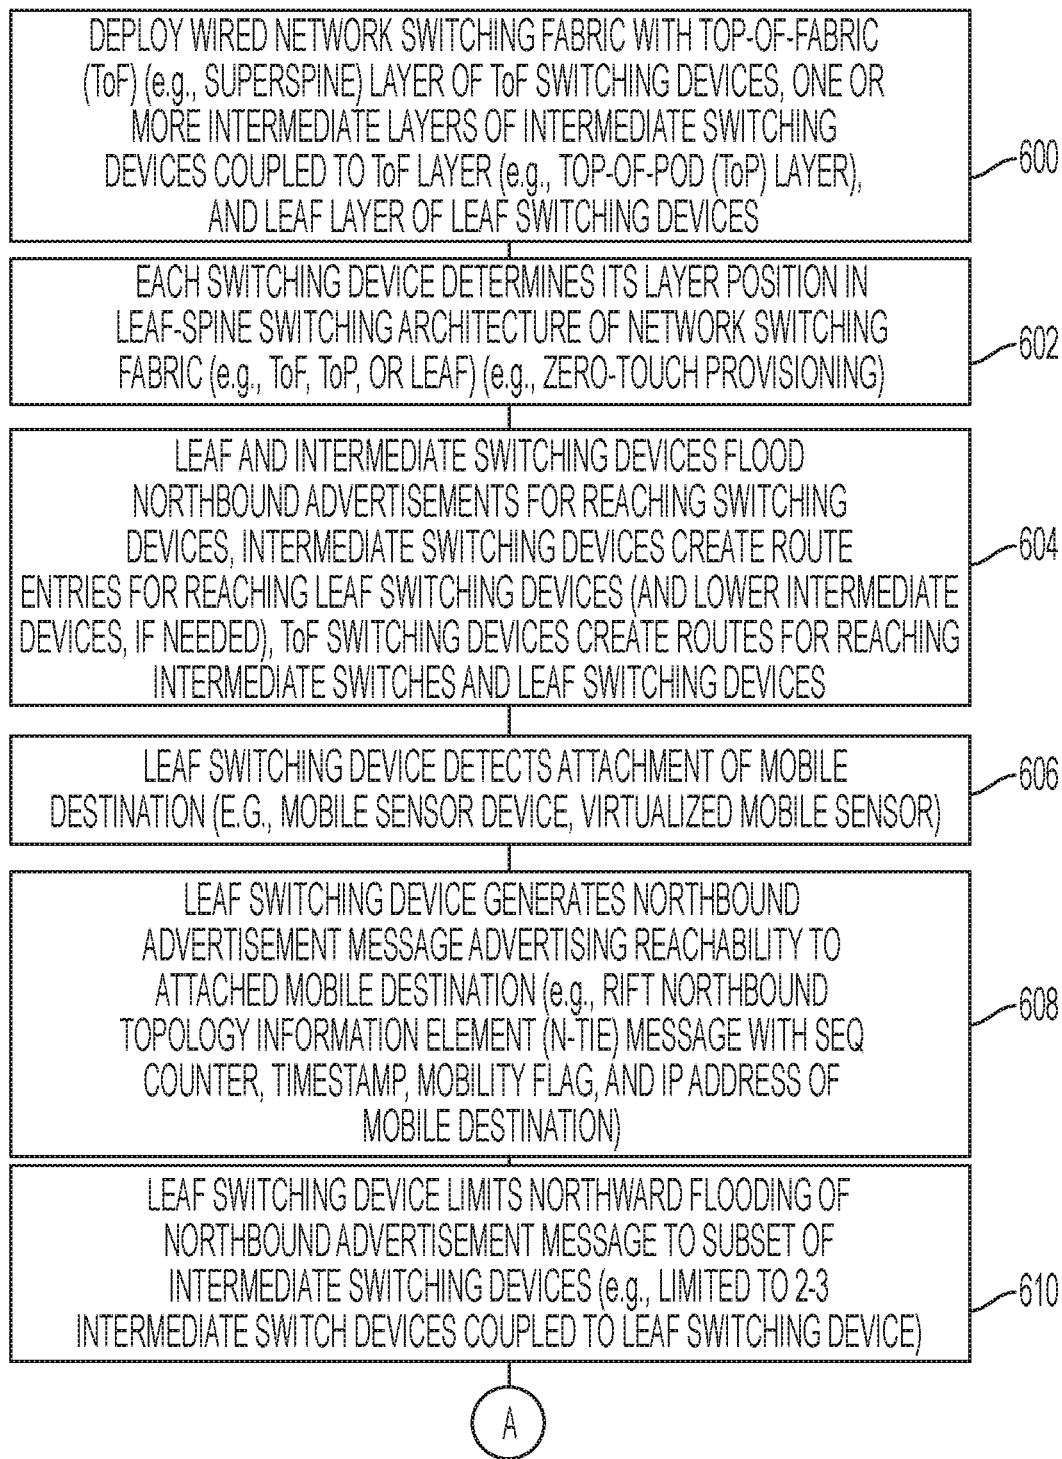 DEPLOY WIRED NETWORK SWITCHING FABRIC WITH TOP-OF-FABRIC
(ToF) (e.g., SUPERSPINE) LAYER OF ToF SWITCHING DEVICES, ONE OR
MORE INTERMEDIATE LAYERS OF INTERMEDIATE SWITCHING
DEVICES COUPLED TO ToF LAYER (e.g., TOP-OF-POD (ToP) LAYER),
AND LEAF LAYER OF LEAF SWITCHING DEVICES
600
EACH SWITCHING DEVICE DETERMINES ITS LAYER POSITION IN
LEAF-SPINE SWITCHING ARCHITECTURE OF NETWORK SWITCHING
FABRIC (e.g., ToF, ToP, OR LEAF) (e.g., ZERO-TOUCH PROVISIONING)
602
LEAF AND INTERMEDIATE SWITCHING DEVICES FLOOD
NORTHBOUND ADVERTISEMENTS FOR REACHING SWITCHING
DEVICES, INTERMEDIATE SWITCHING DEVICES CREATE ROUTE
ENTRIES FOR REACHING LEAF SWITCHING DEVICES (AND LOWER INTERMEDIATE
DEVICES, IF NEEDED), ToF SWITCHING DEVICES CREATE ROUTES FOR REACHING
INTERMEDIATE SWITCHES AND LEAF SWITCHING DEVICES
604
LEAF SWITCHING DEVICE DETECTS ATTACHMENT OF MOBILE
DESTINATION (E.G., MOBILE SENSOR DEVICE, VIRTUALIZED MOBILE SENSOR)
606
LEAF SWITCHING DEVICE GENERATES NORTHBOUND
ADVERTISEMENT MESSAGE ADVERTISING REACHABILITY TO
ATTACHED MOBILE DESTINATION (e.g., RIFT NORTHBOUND
TOPOLOGY INFORMATION ELEMENT (N-TIE) MESSAGE WITH SEQ
COUNTER, TIMESTAMP, MOBILITY FLAG, AND IP ADDRESS OF
MOBILE DESTINATION)
608
LEAF SWITCHING DEVICE LIMITS NORTHWARD FLOODING OF
NORTHBOUND ADVERTISEMENT MESSAGE TO SUBSET OF
INTERMEDIATE SWITCHING DEVICES (e.g., LIMITED TO 2-3
INTERMEDIATE SWITCH DEVICES COUPLED TO LEAF SWITCHING DEVICE)
610
A